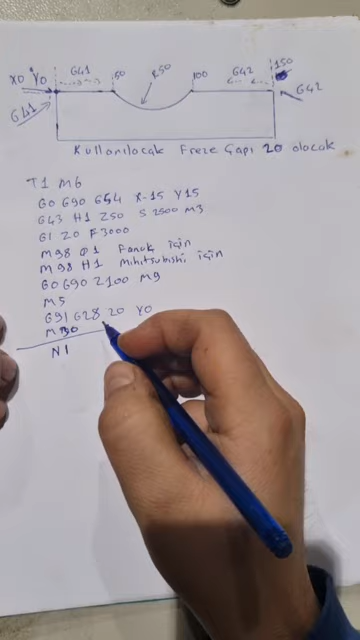 X0 Y0 G41 50 R50 100 G42 150
G41 G42
Kullanılacak Freze Çapı 20 olacak
T1 M6
G0 G90 G54 X-15 Y15
G43 H1 Z50 S2500 M3
G1 Z0 F3000
M98 P1 Fanuk için
M98 H1 Mihitsubishi için
G0 G90 Z100 M9
M5
G91 G28 Z0 Y0
M30
N1